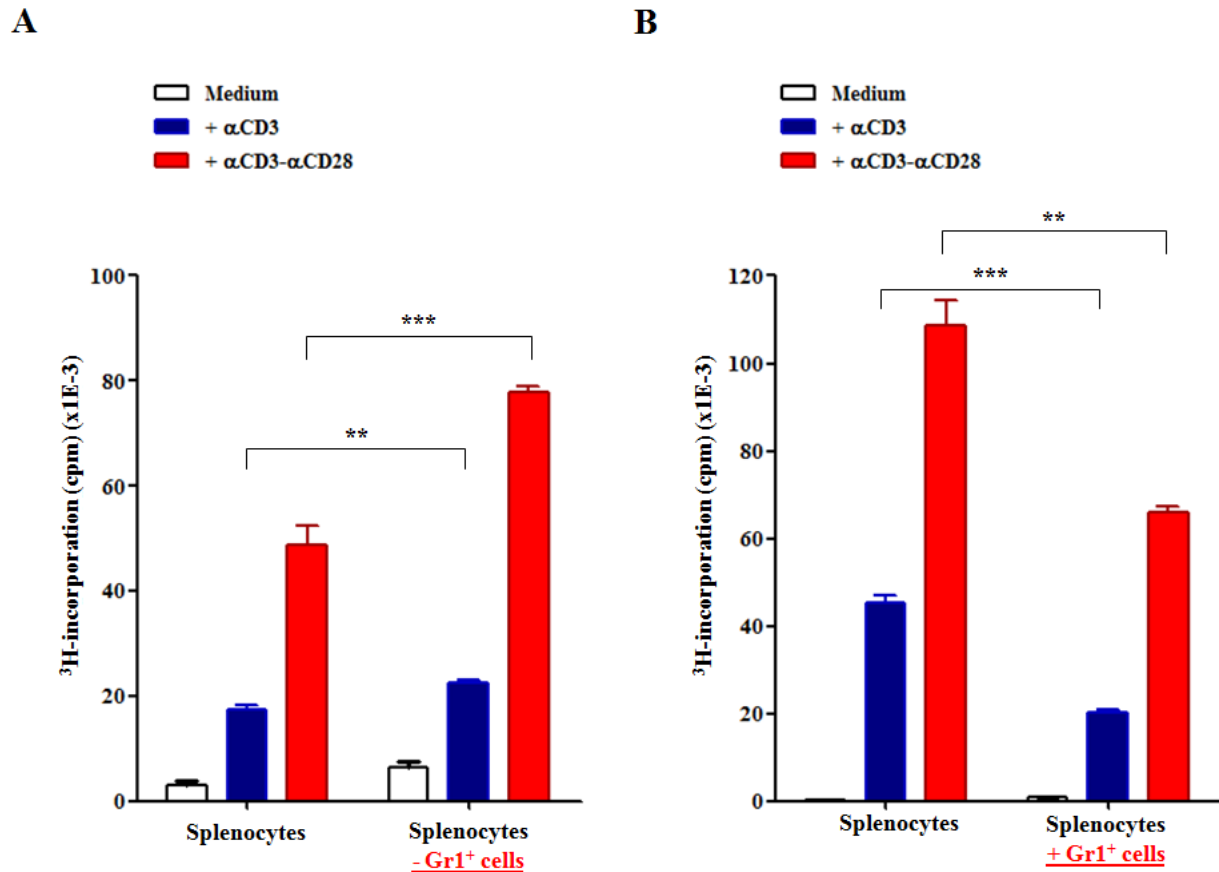 A
Medium
+ αCD3
+ αCD3-αCD28
³H-incorporation (cpm) (x1E-3)
100
80
60
40
20
0
***
**
Splenocytes
Splenocytes
- Gr1⁺ cells
B
Medium
+ αCD3
+ αCD3-αCD28
³H-incorporation (cpm) (x1E-3)
120
100
80
60
40
20
0
**
***
Splenocytes
Splenocytes
+ Gr1⁺ cells